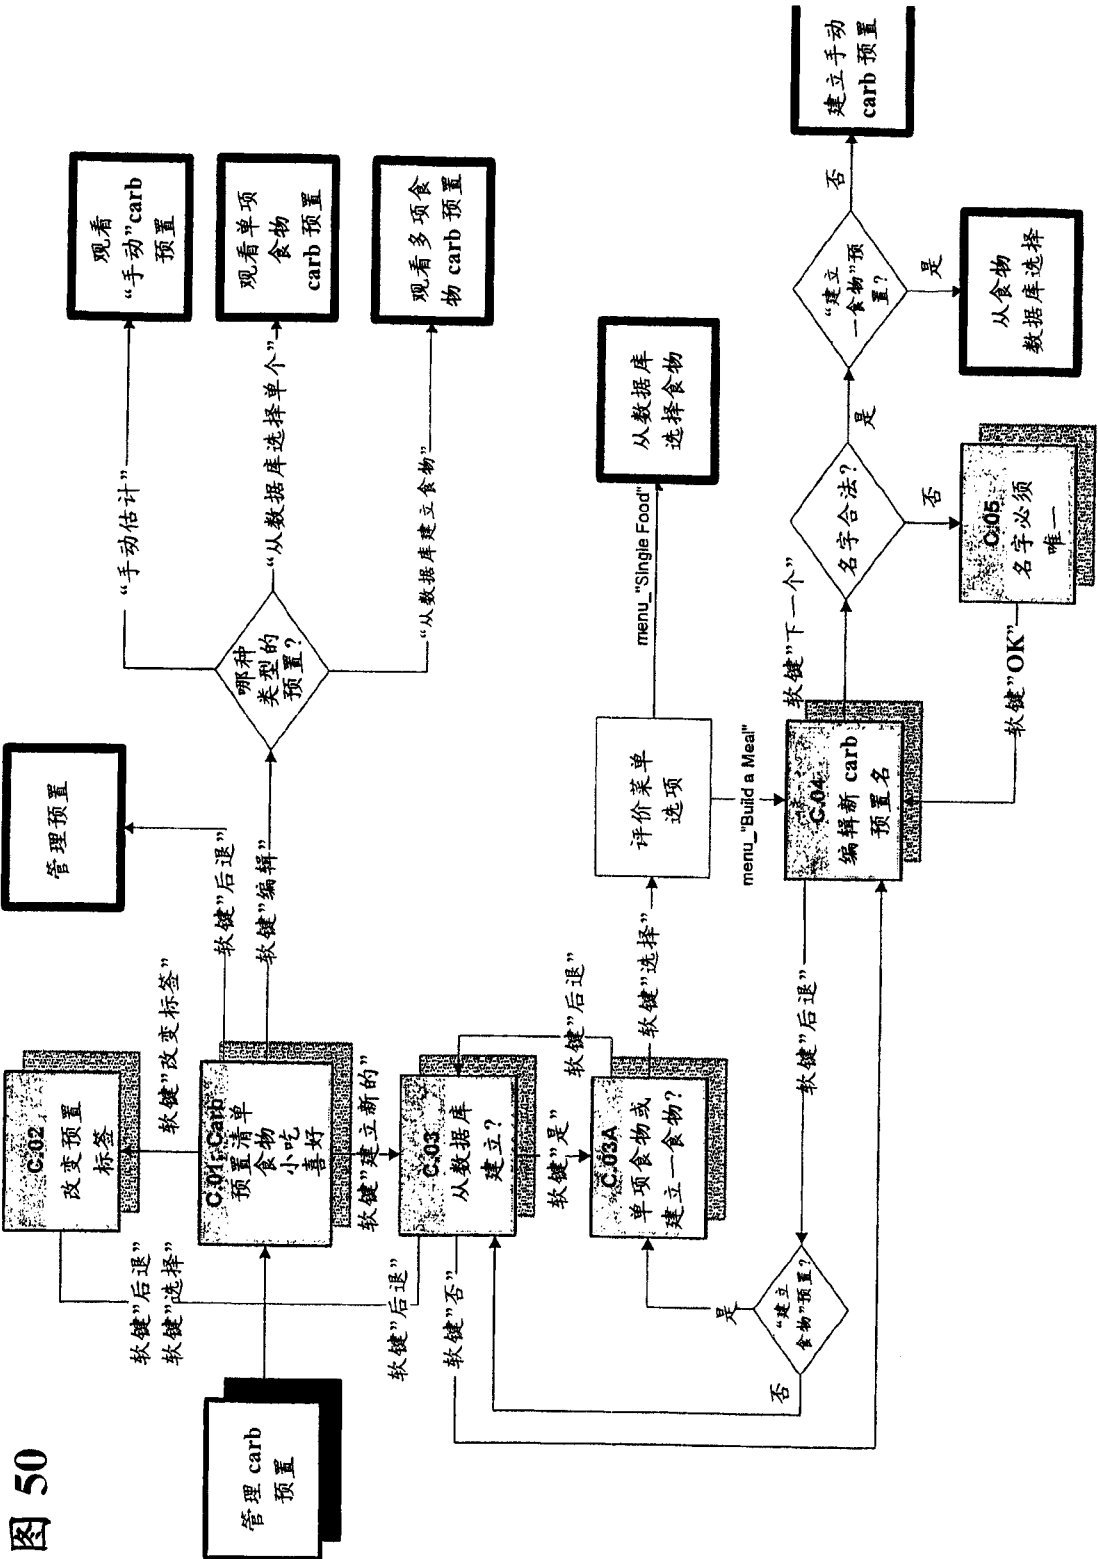 图 50
管理 carb
预置
C.02
改变预置
标签
软键”后退”
软键”选择”
软键”改变标签”
C.01: Carb
预置清单
食物
小吃
喜好
软键”后退”
管理预置
软键”编辑”
哪种
类型的
预置？
“手动估计”
观看
“手动”carb
预置
“从数据库选择单个”
观看单项
食物
carb 预置
“从数据库建立食物”
观看多项食
物 carb 预置
软键”建立新的”
软键”后退”
软键”否”
C.03
从数据库
建立？
软键”是”
软键”后退”
C.03A
单项食物或
建立一食物？
软键”选择”
评价菜单
选项
menu_"Single Food"
从数据库
选择食物
menu_"Build a Meal"
C.04
编辑新 carb
预置名
软键”后退”
“建立
食物”预置？
是
否
软键”下一个”
名字合法？
是
否
C.05
名字必须
唯一
软键”OK”
“建立
一食物”预
置？
否
建立手动
carb 预置
是
从食物
数据库选择